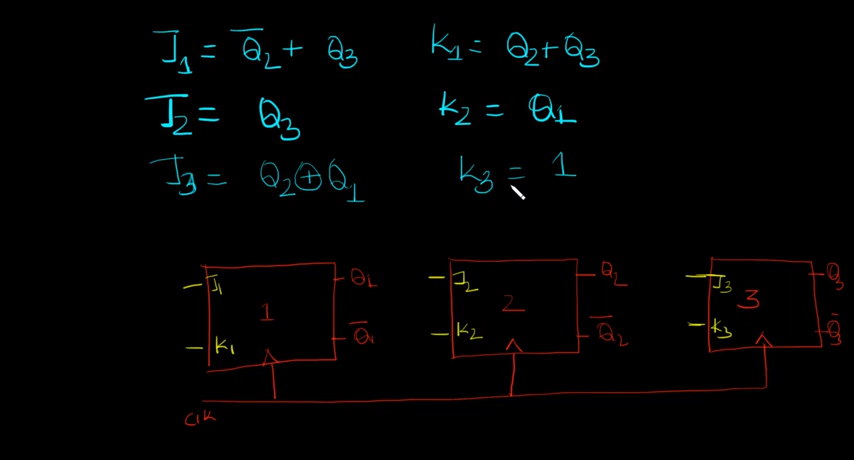 J₁ = Q̅₂ + Q₃ K₁ = Q₂+Q₃
J₂ = Q₃ K₂ = Q₁
J₃ = Q₂⊕Q₁ K₃ = 1
J₁ 1 Q₁ J₂ 2 Q₂ J₃ 3 Q₃
K₁ Q̅₁ K₂ Q̅₂ K₃ Q̅₃
CLK